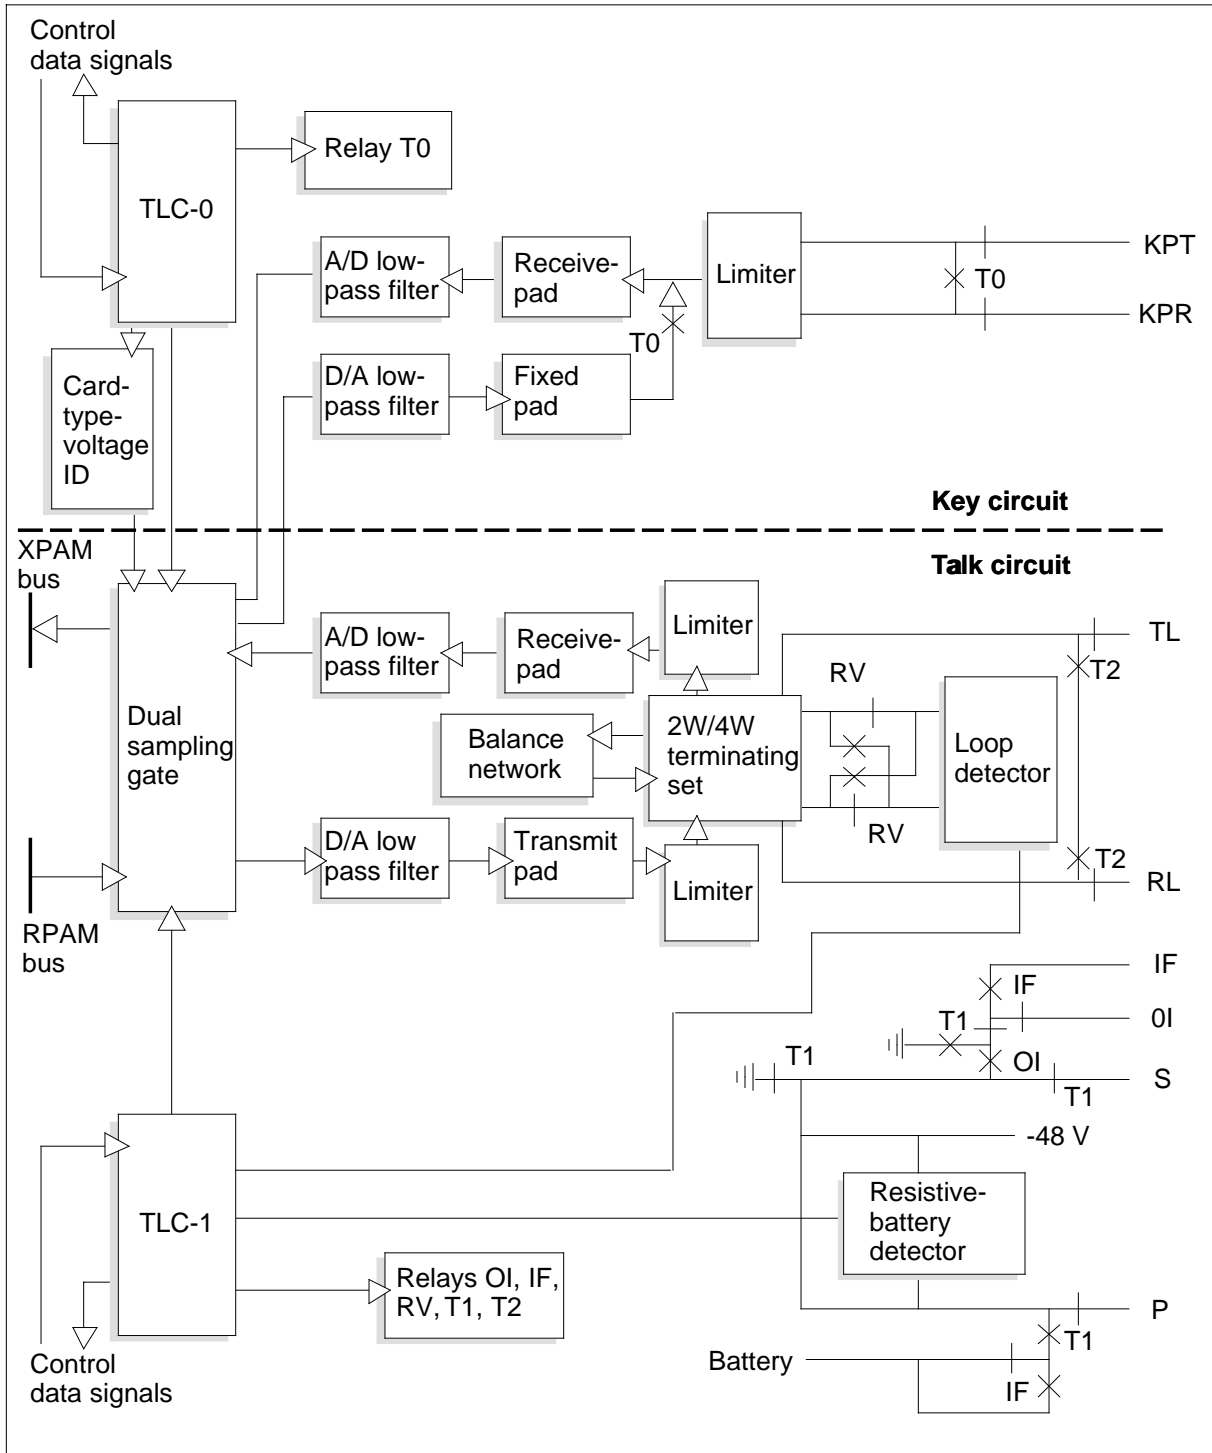 Control
data signals
TLC-0
Relay T0
A/D low-
pass filter
Receive-
pad
Limiter
KPT
T0
KPR
T0
D/A low-
pass filter
Fixed
pad
Card-
type-
voltage
ID
Key circuit
Talk circuit
XPAM
bus
Dual
sampling
gate
A/D low-
pass filter
Receive-
pad
Limiter
TL
T2
RV
Balance
network
2W/4W
terminating
set
Loop
detector
RV
T2
RL
D/A low
pass filter
Transmit
pad
Limiter
RPAM
bus
IF
IF
T1
0I
OI
T1
S
T1
-48 V
TLC-1
Resistive-
battery
detector
Relays OI, IF,
RV, T1, T2
P
T1
Battery
IF
Control
data signals